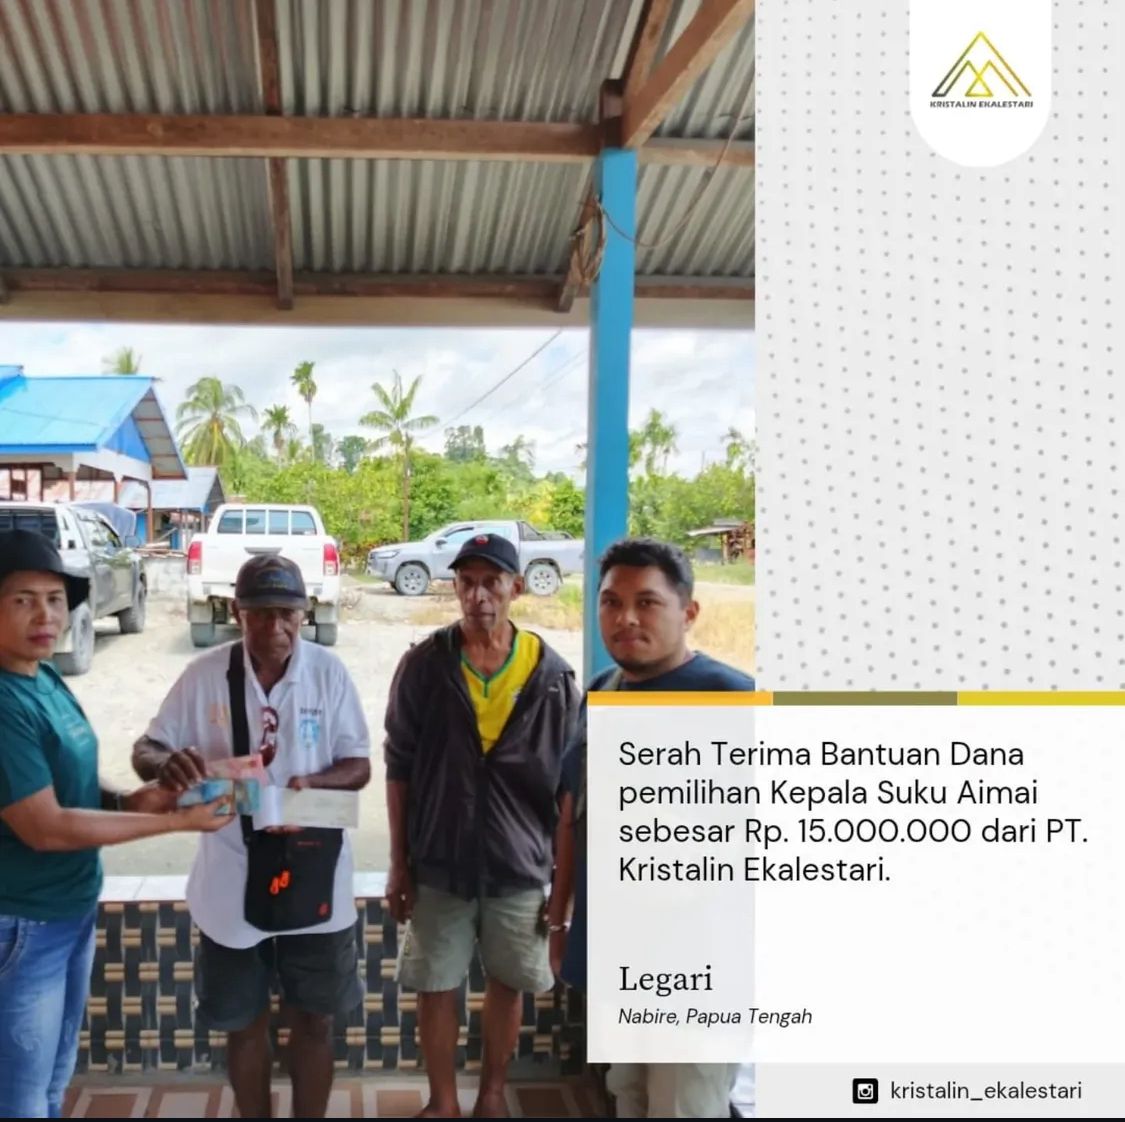 KRISTALIN EKALESTARI
Serah Terima Bantuan Dana
pemilihan Kepala Suku Aimai
sebesar Rp. 15.000.000 dari PT.
Kristalin Ekalestari.
Legari
Nabire, Papua Tengah
kristalin_ekalestari